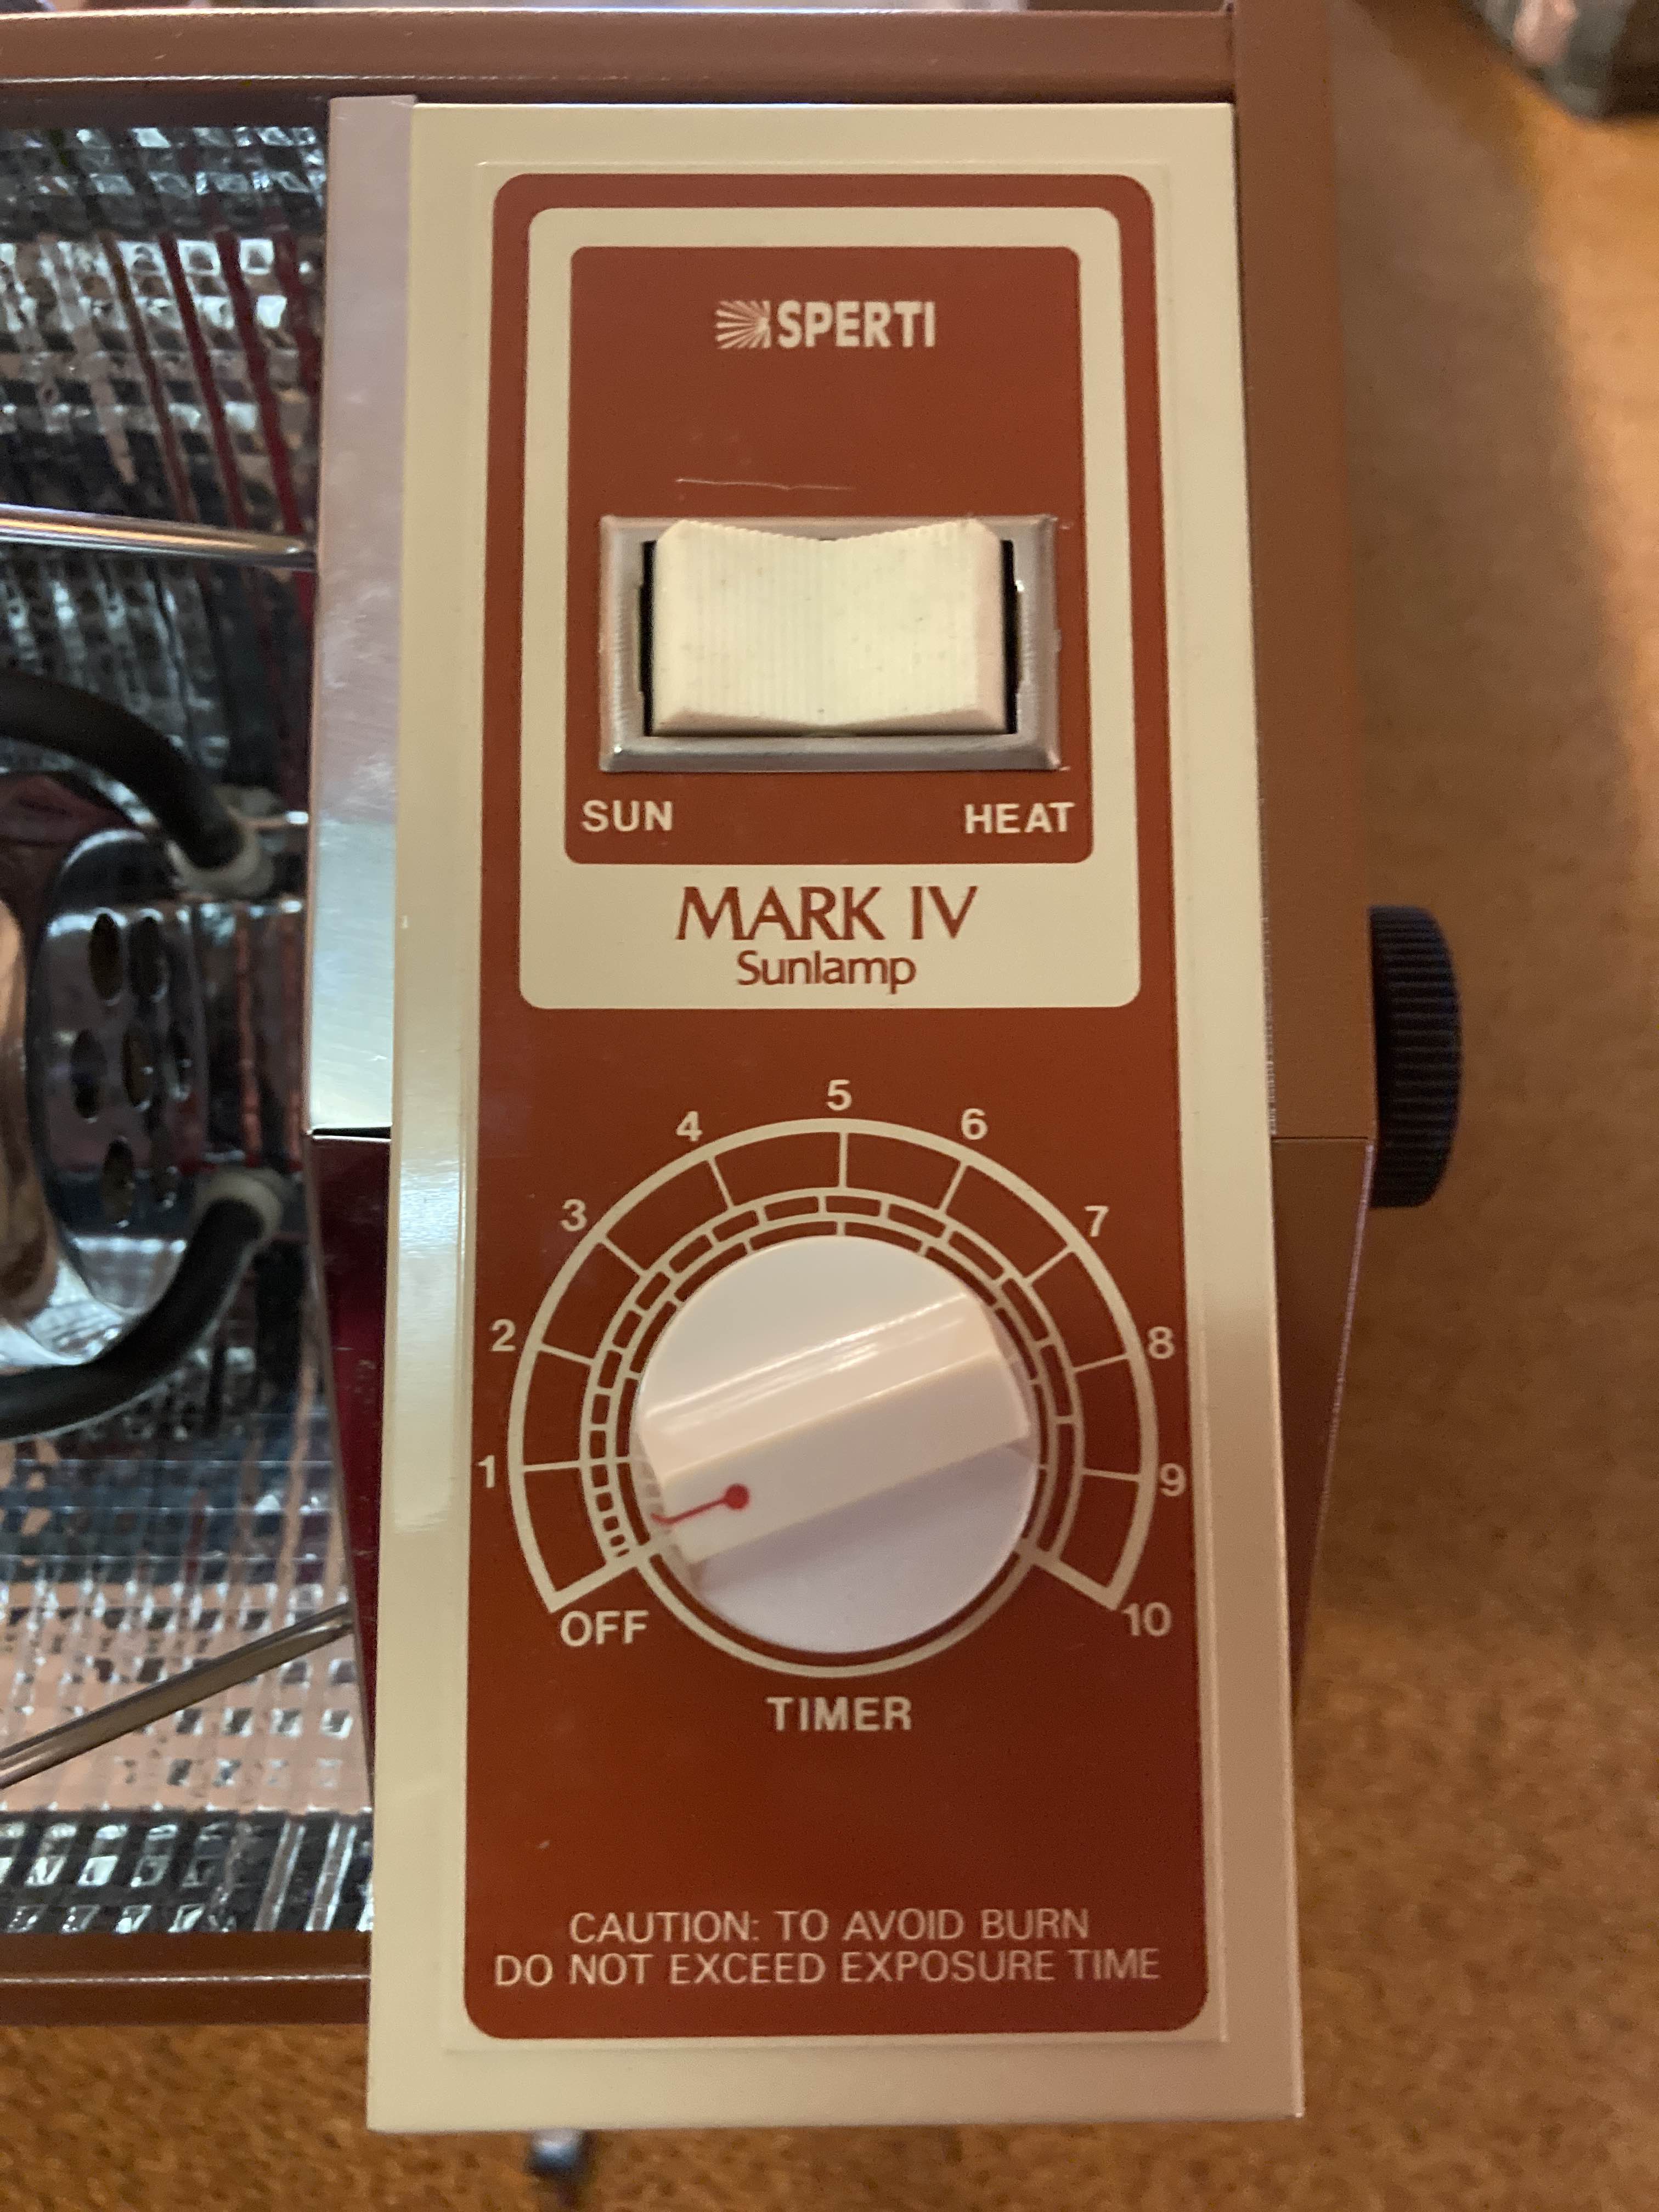 SPERTI
SUN HEAT
MARK IV
Sunlamp
5
4 6
3 7
2 8
1 9
OFF 10
TIMER
CAUTION: TO AVOID BURN
DO NOT EXCEED EXPOSURE TIME